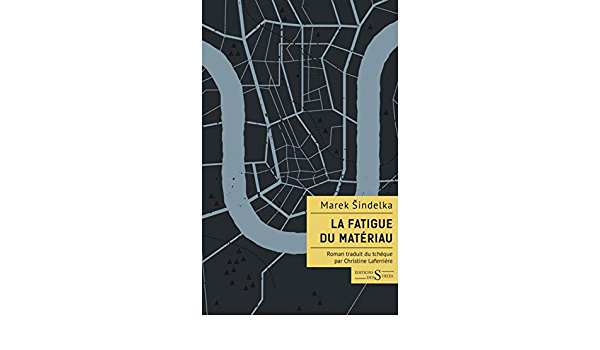 Marek Šindelka
LA FATIGUE
DU MATÉRIAU
Roman traduit du tchèque
par Christine Laferrière
ÉDITIONS
DES SYRTES